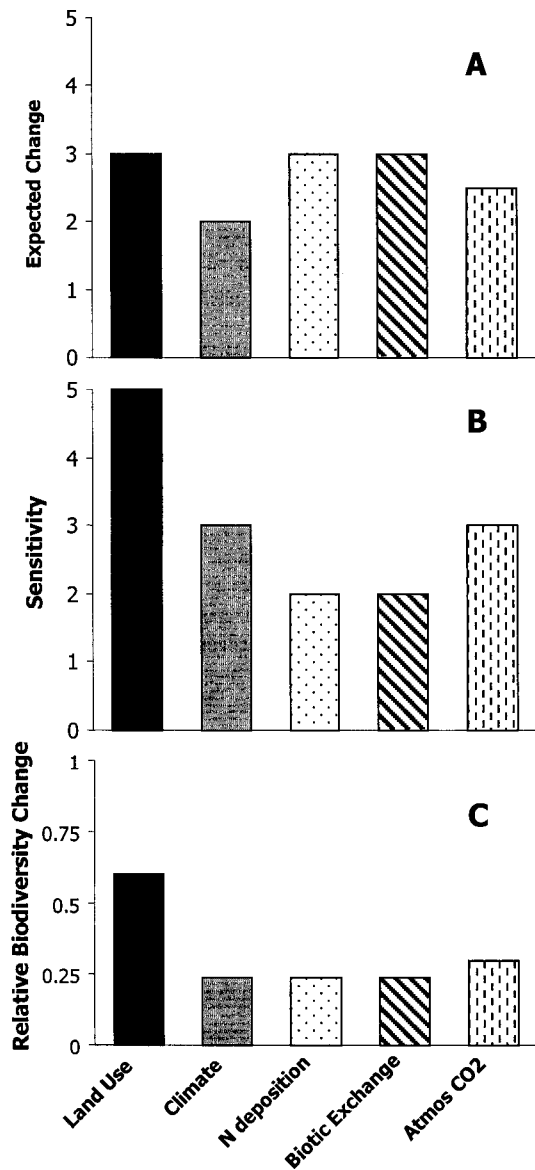 A
Expected Change
5
4
3
2
1
0
B
Sensitivity
5
4
3
2
1
0
C
Relative Biodiversity Change
1
0.75
0.5
0.25
0
Land Use
Climate
N deposition
Biotic Exchange
Atmos CO2